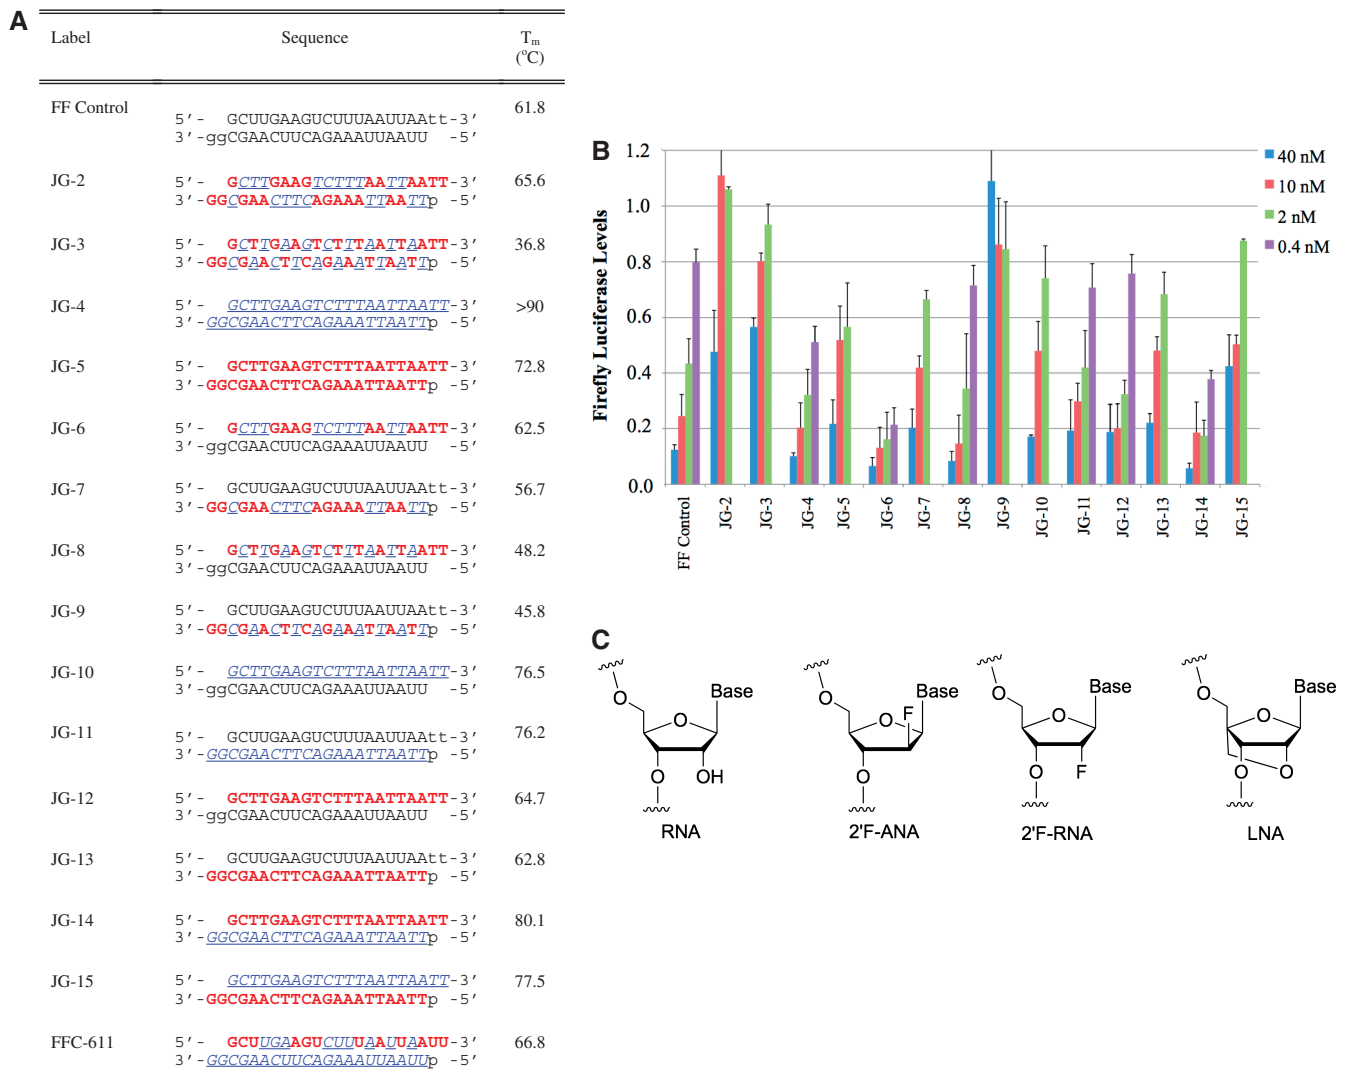 A
Label Sequence Tm
(°C)
FF Control 61.8
5′- GCUUGAAGUCUUUAAUUAAtt-3′
3′-ggCGAACUUCAGAAAUUAAUU -5′
JG-2 65.6
5′- GCTTGAAGTCTTTAATTAATT-3′
3′-GGCGAACTTCAGAAATTAATTp -5′
JG-3 36.8
5′- GCTTGAAGTCTTTAATTAATT-3′
3′-GGCGAACTTCAGAAATTAATTp -5′
JG-4 >90
5′- GCTTGAAGTCTTTAATTAATT-3′
3′-GGCGAACTTCAGAAATTAATTp -5′
JG-5 72.8
5′- GCTTGAAGTCTTTAATTAATT-3′
3′-GGCGAACTTCAGAAATTAATTp -5′
JG-6 62.5
5′- GCTTGAAGTCTTTAATTAATT-3′
3′-ggCGAACUUCAGAAAUUAAUU -5′
JG-7 56.7
5′- GCUUGAAGUCUUUAAUUAAtt-3′
3′-GGCGAACTTCAGAAATTAATTp -5′
JG-8 48.2
5′- GCTTGAAGTCTTTAATTAATT-3′
3′-ggCGAACUUCAGAAAUUAAUU -5′
JG-9 45.8
5′- GCUUGAAGUCUUUAAUUAAtt-3′
3′-GGCGAACTTCAGAAATTAATTp -5′
JG-10 76.5
5′- GCTTGAAGTCTTTAATTAATT-3′
3′-ggCGAACUUCAGAAAUUAAUU -5′
JG-11 76.2
5′- GCUUGAAGUCUUUAAUUAAtt-3′
3′-GGCGAACTTCAGAAATTAATTp -5′
JG-12 64.7
5′- GCTTGAAGTCTTTAATTAATT-3′
3′-ggCGAACUUCAGAAAUUAAUU -5′
JG-13 62.8
5′- GCUUGAAGUCUUUAAUUAAtt-3′
3′-GGCGAACTTCAGAAATTAATTp -5′
JG-14 80.1
5′- GCTTGAAGTCTTTAATTAATT-3′
3′-GGCGAACTTCAGAAATTAATTp -5′
JG-15 77.5
5′- GCTTGAAGTCTTTAATTAATT-3′
3′-GGCGAACTTCAGAAATTAATTp -5′
FFC-611 66.8
5′- GCUUGAAGUCUUUAAUUAAUU-3′
3′-GGCGAACUUCAGAAAUUAAUUp -5′
B
Firefly Luciferase Levels
1.2
1.0
0.8
0.6
0.4
0.2
0.0
FF Control
JG-2
JG-3
JG-4
JG-5
JG-6
JG-7
JG-8
JG-9
JG-10
JG-11
JG-12
JG-13
JG-14
JG-15
40 nM
10 nM
2 nM
0.4 nM
C
O O Base
O OH
RNA
O O F Base
O
2'F-ANA
O O Base
O F
2'F-RNA
O O Base
O O
LNA